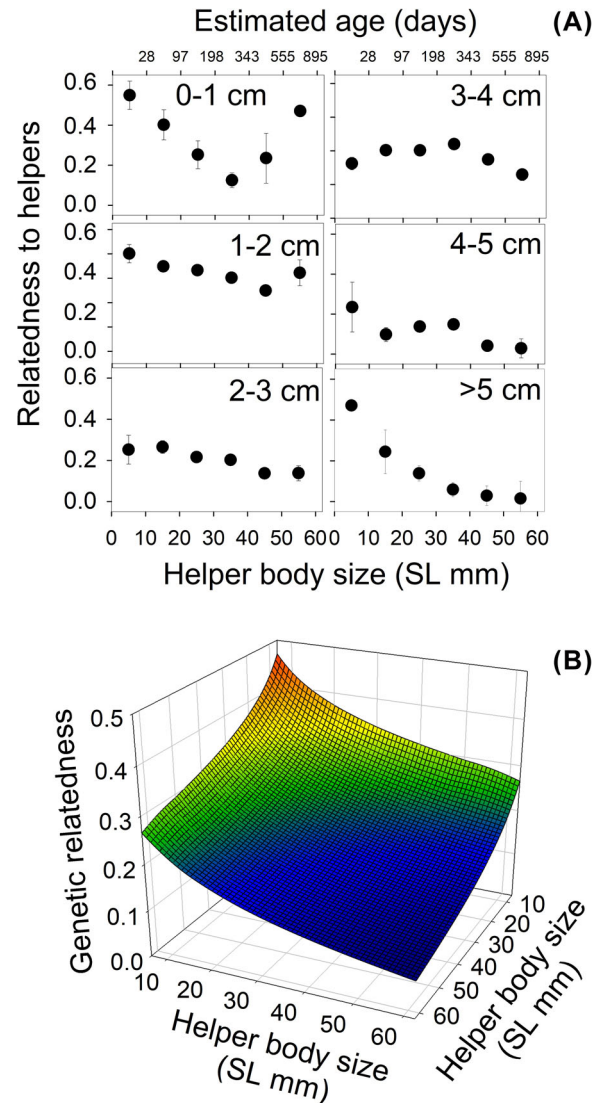 Estimated age (days) (A)
28 97 198 343 555 895 28 97 198 343 555 895
0.6
0.4
0.2
0.0
0-1 cm 3-4 cm
0.6
0.4
0.2
0.0
1-2 cm 4-5 cm
0.6
0.4
0.2
0.0
2-3 cm >5 cm
Relatedness to helpers
0 10 20 30 40 50 60 0 10 20 30 40 50 60
Helper body size (SL mm)
(B)
Genetic relatedness
0.5
0.4
0.3
0.2
0.1
0.0
10 20 30 40 50 60
Helper body size
(SL mm)
10
20
30
40
50
60
Helper body size
(SL mm)